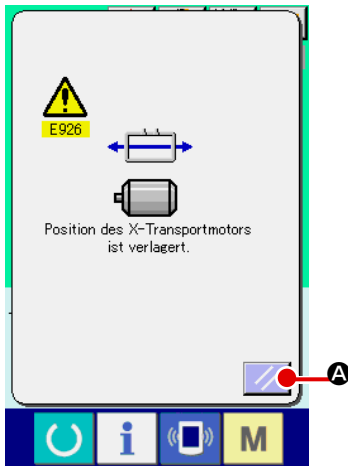 E926
Position des X-Transportmotors
ist verlagert.
A
i
M